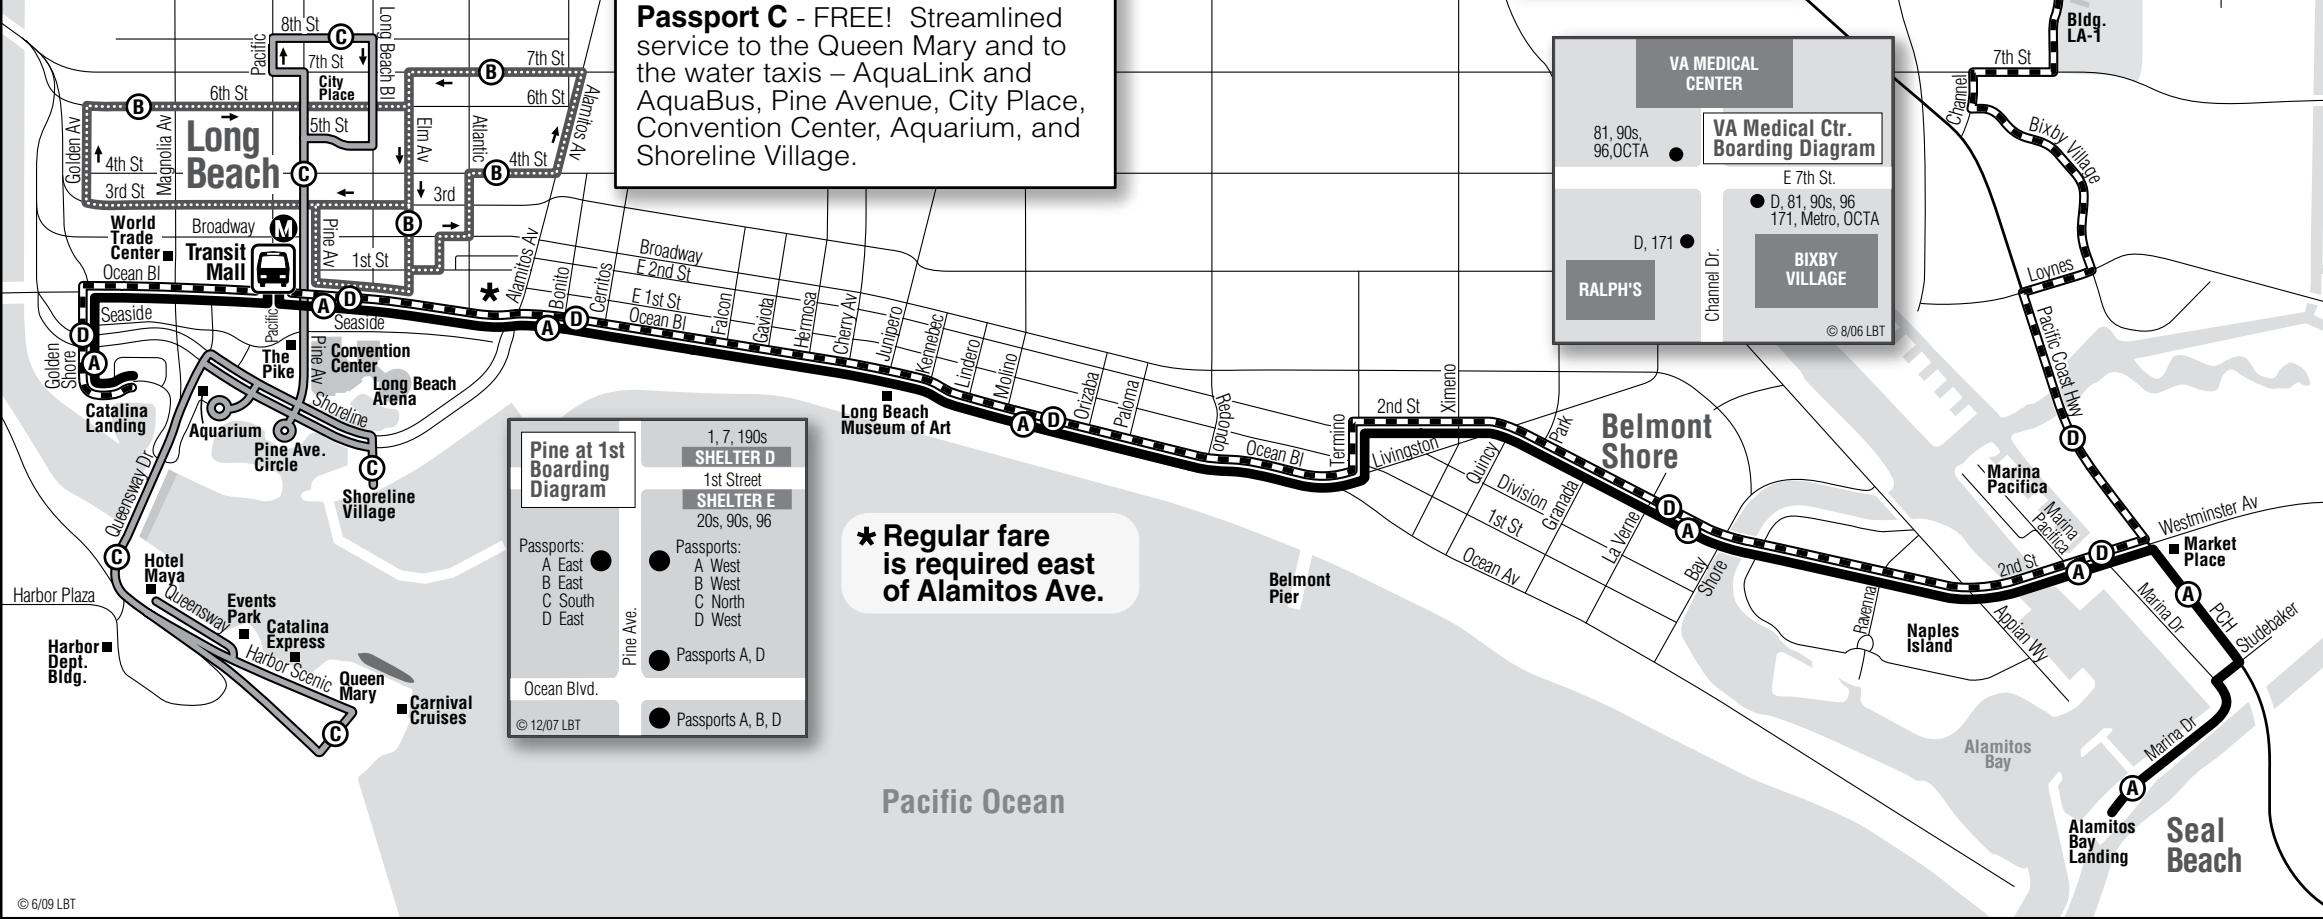 Passport C - FREE! Streamlined
service to the Queen Mary and to
the water taxis – AquaLink and
AquaBus, Pine Avenue, City Place,
Convention Center, Aquarium, and
Shoreline Village.
8th St
C
Pacific
7th St
City
Place
Long Beach Bl
B
7th St
6th St
B
6th St
Alamitos Av
5th St
Long
Beach
Golden Av
Magnolia Av
Elm Av
Atlantic
4th St
C
4th St
B
3rd St
3rd
B
World
Trade
Center
Broadway
M
Pine Av
Transit
Mall
1st St
Ocean Bl
Alamitos Av
*
A
D
Seaside
Seaside
Pacific
D
A
Golden
Shore
Catalina
Landing
The
Pike
Pine Av
Convention
Center
Long Beach
Arena
Shoreline
Aquarium
Pine Ave.
Circle
C
Shoreline
Village
Queensway Dr
C
Hotel
Maya
Queensway
Harbor Plaza
Events
Park
Catalina
Express
Harbor
Dept.
Bldg.
Harbor Scenic
Queen
Mary
C
Carnival
Cruises
© 6/09 LBT
Broadway
E 2nd St
E 1st St
Ocean Bl
Bonito
Cerritos
A
D
Falcon
Gaviota
Hermosa
Cherry Av
Junipero
Kennebec
Lindero
Molino
Orizaba
Paloma
Redondo
Long Beach
Museum of Art
A
D
Ocean Bl
Termino
2nd St
Ximeno
Livingston
Park
Belmont
Shore
Quincy
Division
Granada
1st St
La Verne
Ocean Av
Bay
Shore
D
A
Belmont
Pier
Pine at 1st
Boarding
Diagram
1, 7, 190s
SHELTER D
1st Street
SHELTER E
20s, 90s, 96
Passports:
A East
B East
C South
D East
Passports:
A West
B West
C North
D West
Pine Ave.
Passports A, D
Ocean Blvd.
Passports A, B, D
© 12/07 LBT
* Regular fare
is required east
of Alamitos Ave.
Pacific Ocean
VA MEDICAL
CENTER
VA Medical Ctr.
Boarding Diagram
81, 90s,
96,OCTA
E 7th St.
D, 81, 90s, 96
171, Metro, OCTA
D, 171
RALPH'S
Channel Dr.
BIXBY
VILLAGE
© 8/06 LBT
Bldg.
LA-1
7th St
Channel
Bixby Village
Loynes
Pacific Coast Hwy
D
Marina
Pacifica
Marina
Pacifica
Westminster Av
Market
Place
2nd St
D
A
A
PCH
Studebaker
Marina Dr
Ravenna
Naples
Island
Appian Wy
Marina Dr
Alamitos
Bay
A
Alamitos
Bay
Landing
Seal
Beach